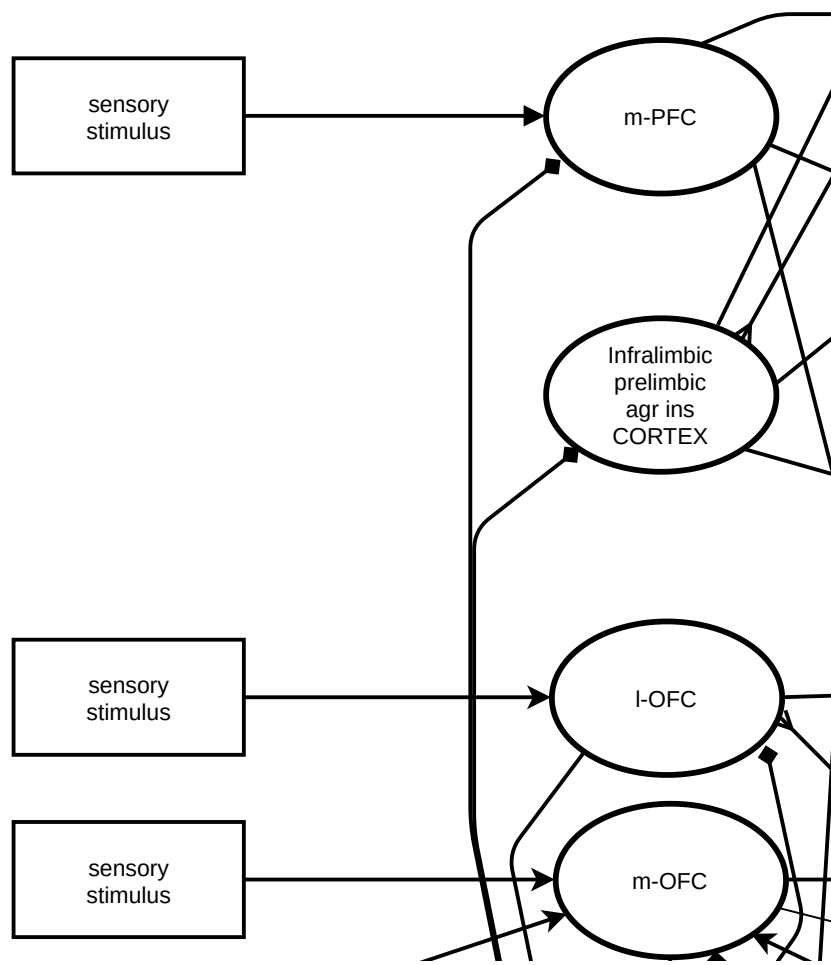 sensory
stimulus
m-PFC
Infralimbic
prelimbic
agr ins
CORTEX
sensory
stimulus
l-OFC
sensory
stimulus
m-OFC